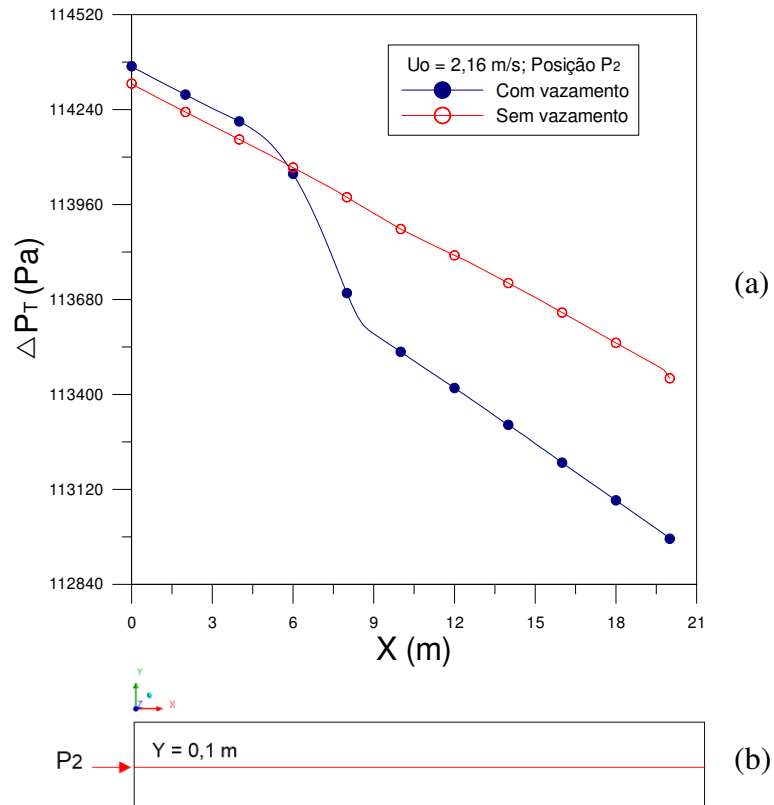 114520
114240
113960
113680
113400
113120
112840
△PT (Pa)
Uo = 2,16 m/s; Posição P2
Com vazamento
Sem vazamento
(a)
0 3 6 9 12 15 18 21
X (m)
Y
Z
X
P2
Y = 0,1 m
(b)